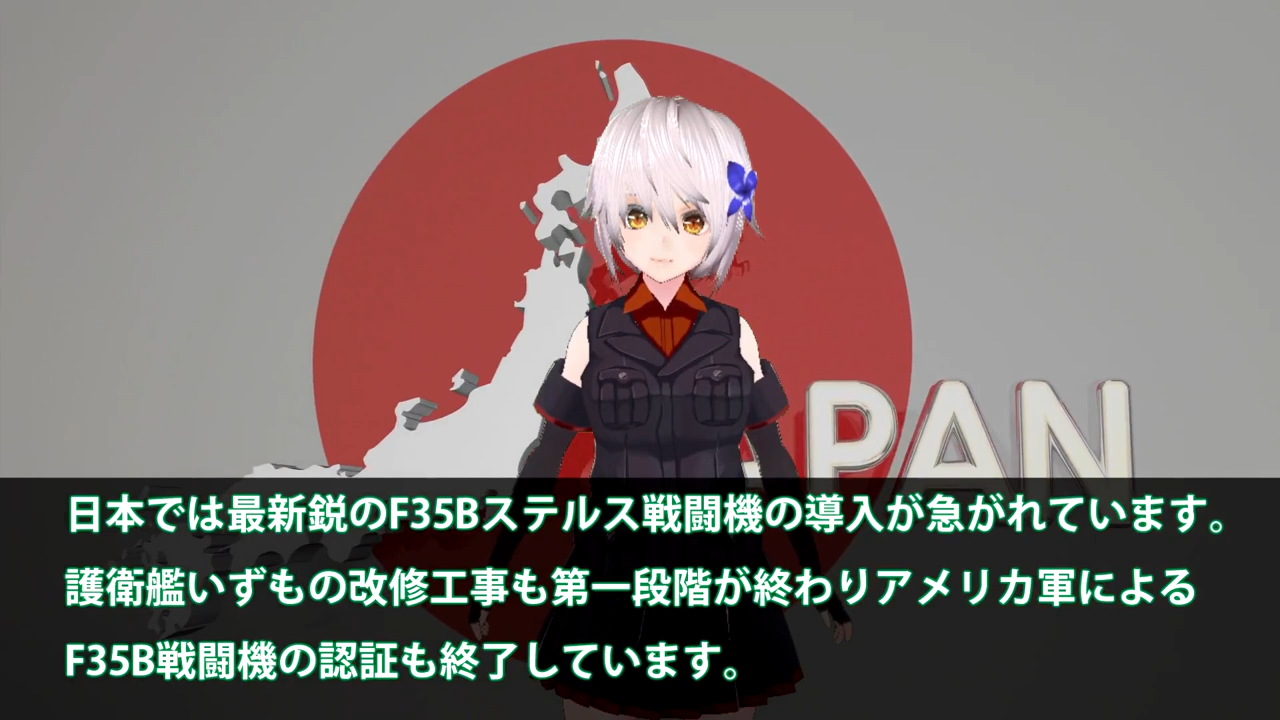 PAN
日本では最新鋭のF35Bステルス戦闘機の導入が急がれています。
護衛艦いずもの改修工事も第一段階が終わりアメリカ軍による
F35B戦闘機の認証も終了しています。